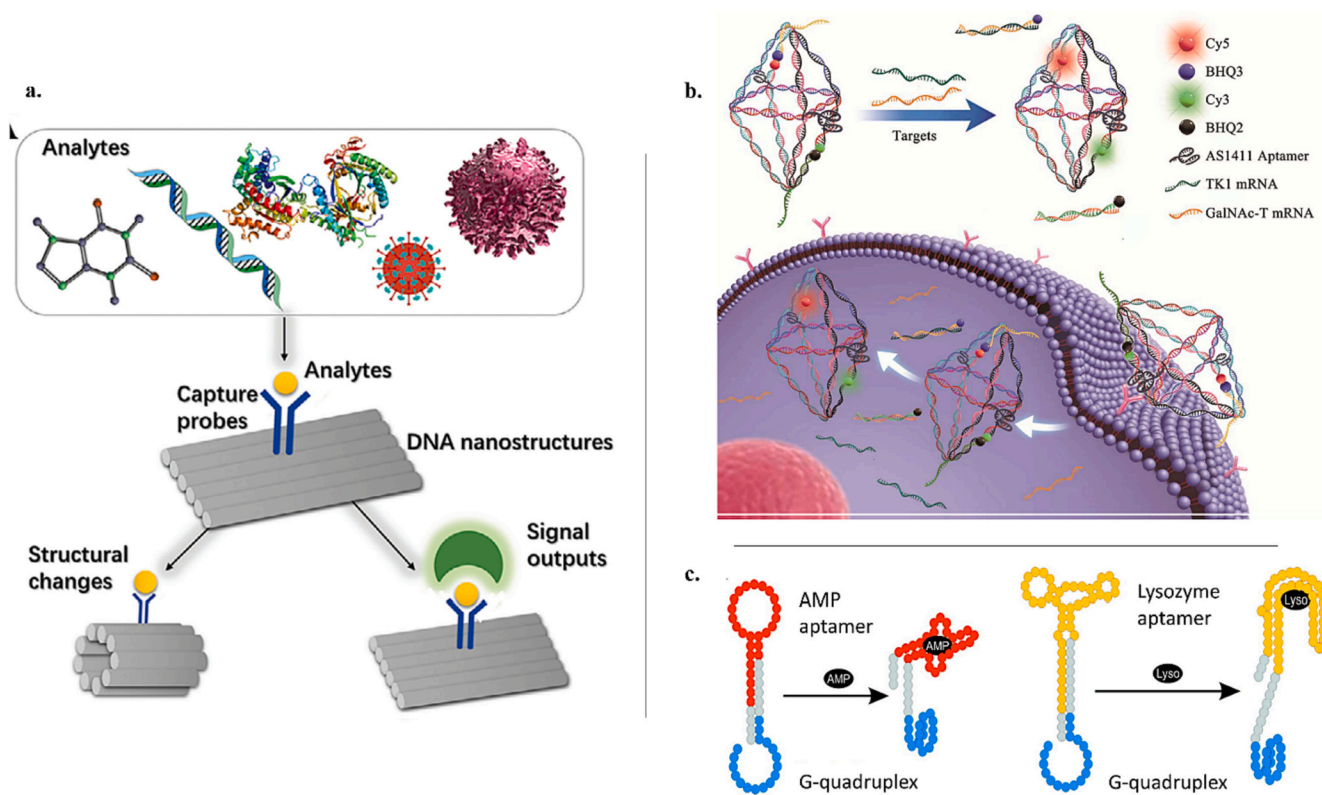 a.
Analytes
Analytes
Capture
probes
DNA nanostructures
Structural
changes
Signal
outputs
b.
Targets
Cy5
BHQ3
Cy3
BHQ2
AS1411 Aptamer
TK1 mRNA
GalNAc-T mRNA
c.
AMP
aptamer
AMP
AMP
G-quadruplex
Lysozyme
aptamer
Lyso
Lyso
G-quadruplex